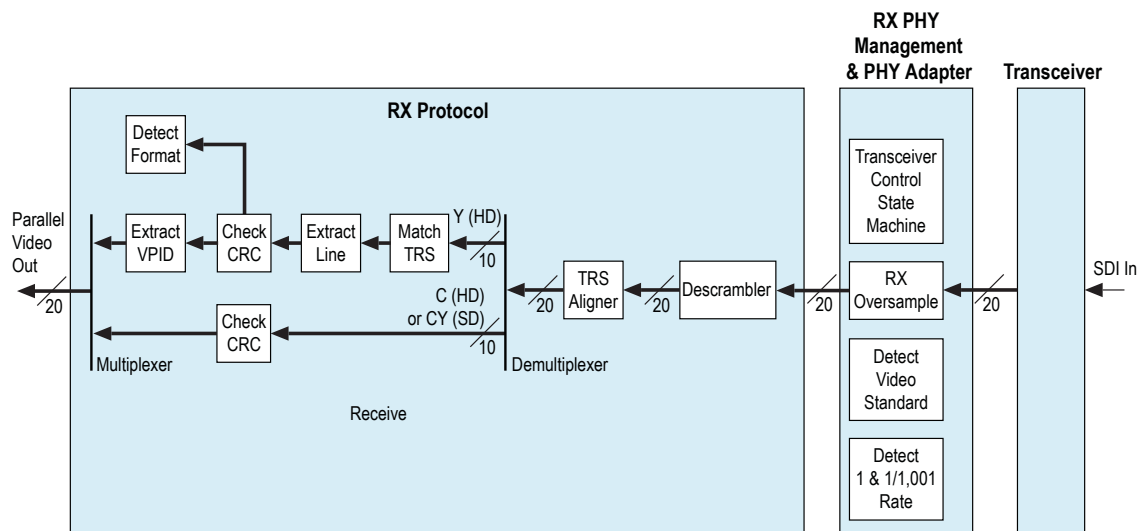 RX PHY
Management
& PHY Adapter
Transceiver
RX Protocol
Detect
Format
Transceiver
Control
State
Machine
Parallel
Video
Out
20
Extract
VPID
Check
CRC
Extract
Line
Match
TRS
Y (HD)
10
TRS
Aligner
20
20
Descrambler
20
RX
Oversample
20
SDI In
C (HD)
or CY (SD)
10
Check
CRC
Multiplexer
Demultiplexer
Detect
Video
Standard
Receive
Detect
1 & 1/1,001
Rate